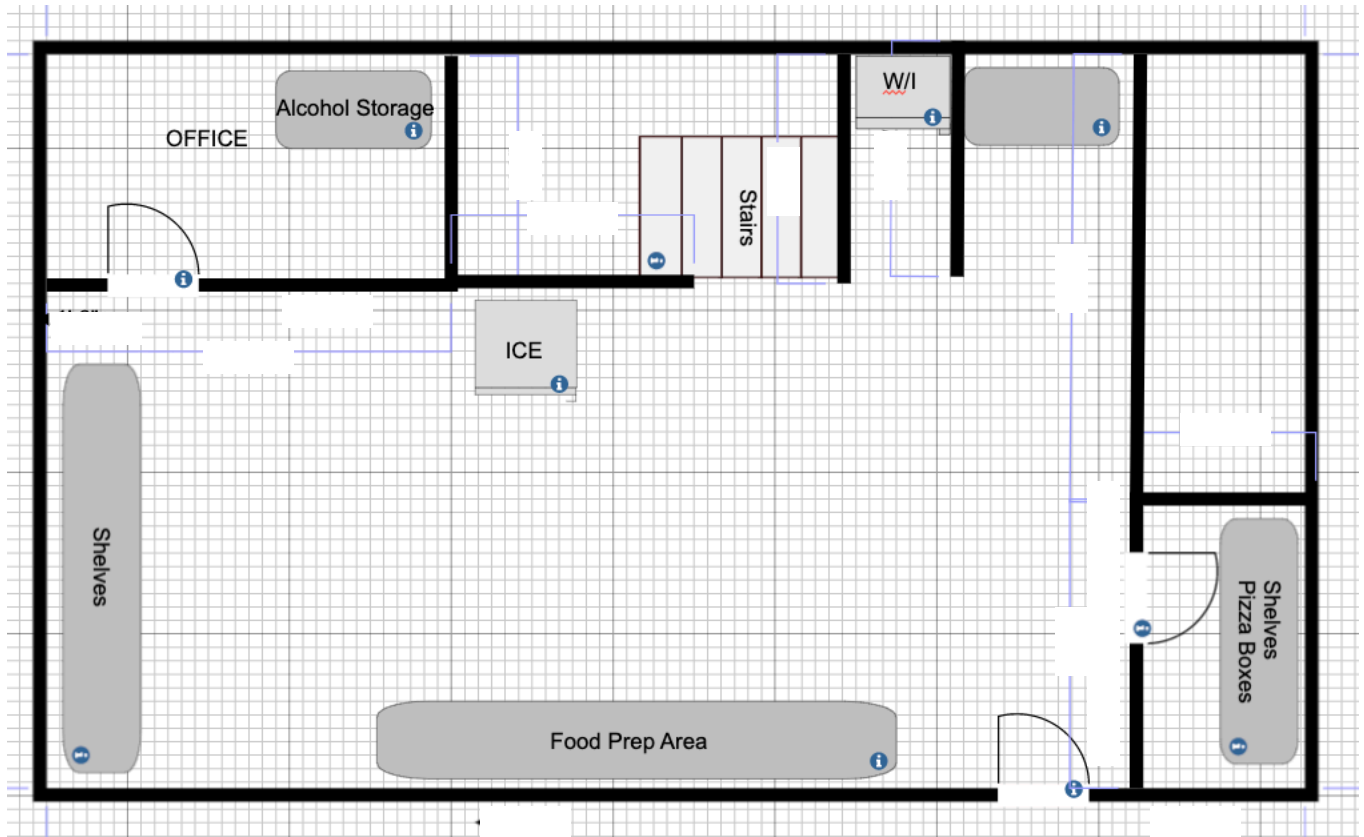 Alcohol Storage
OFFICE
W/I
Stairs
ICE
Shelves
Shelves
Pizza Boxes
Food Prep Area